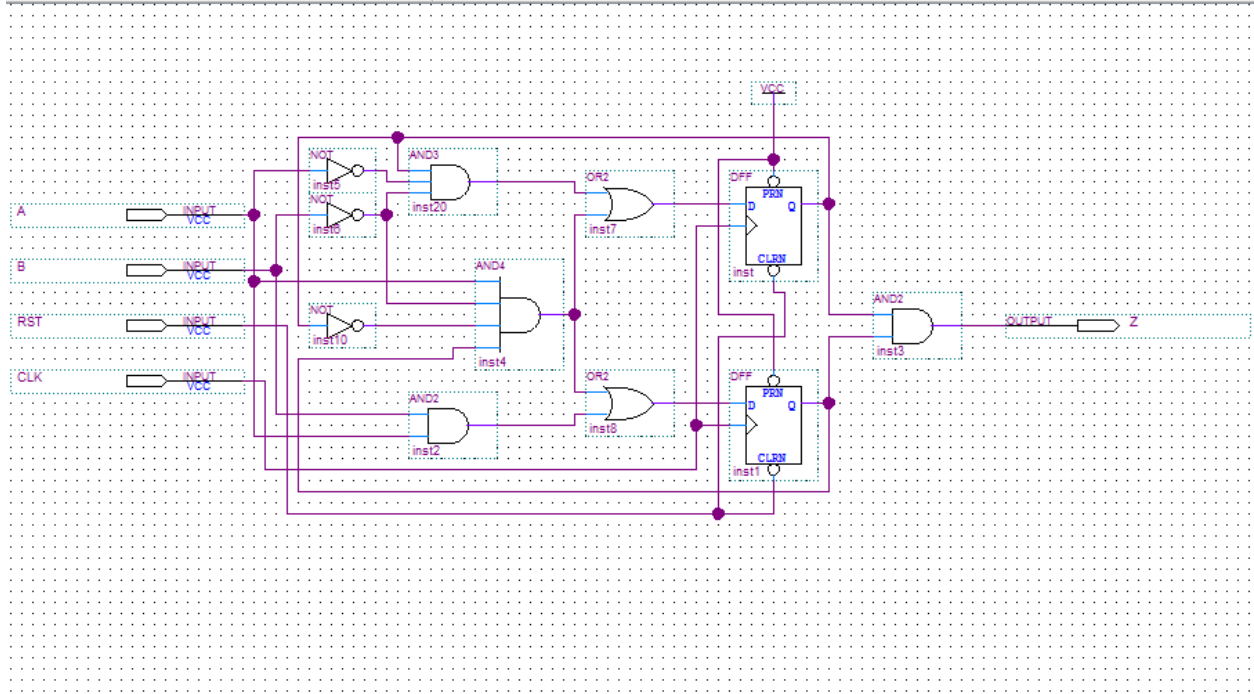 VCC
NOT
inst5
AND3
inst20
OR2
inst7
DFF
PRN
D
Q
CLRN
inst
A
INPUT
VCC
NOT
inst6
B
INPUT
VCC
AND4
inst4
RST
INPUT
VCC
NOT
inst10
AND2
inst3
OUTPUT
Z
CLK
INPUT
VCC
AND2
inst2
OR2
inst8
DFF
PRN
D
Q
CLRN
inst1